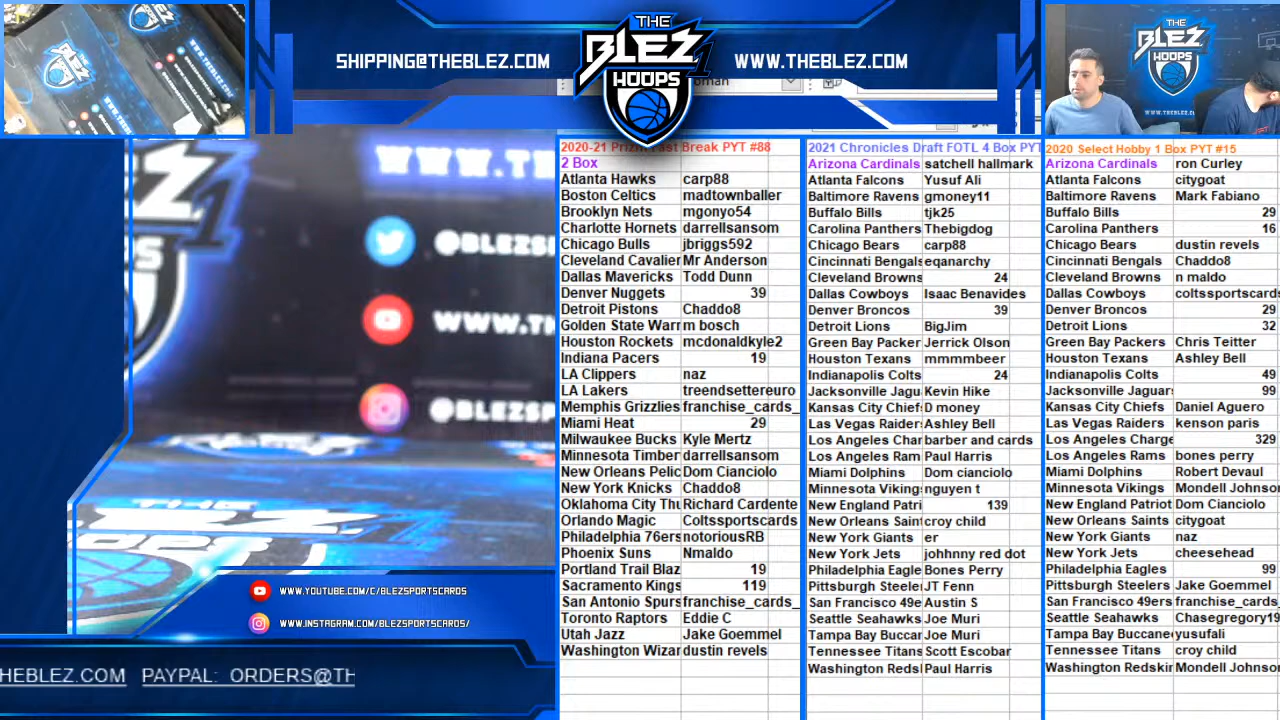 SHIPPING@THEBLEZ.COM
THE
BLEZ
1
HOOPS
WWW.THEBLEZ.COM
THE
BLEZ
HOOPS
2020-21 Prizm Fast Break PYT #88
2 Box
Atlanta Hawks carp88
Boston Celtics madtownballer
Brooklyn Nets mgonyo54
Charlotte Hornets darrellsansom
Chicago Bulls jbriggs592
Cleveland Cavalier Mr Anderson
Dallas Mavericks Todd Dunn
Denver Nuggets 39
Detroit Pistons Chaddo8
Golden State Warr m bosch
Houston Rockets mcdonaldkyle2
Indiana Pacers 19
LA Clippers naz
LA Lakers treendsettereuro
Memphis Grizzlies franchise_cards_
Miami Heat 29
Milwaukee Bucks Kyle Mertz
Minnesota Timber darrellsansom
New Orleans Pelic Dom Cianciolo
New York Knicks Chaddo8
Oklahoma City Thu Richard Cardente
Orlando Magic Coltssportscards
Philadelphia 76ers notoriousRB
Phoenix Suns Nmaldo
Portland Trail Blaz 19
Sacramento Kings 119
San Antonio Spurs franchise_cards_
Toronto Raptors Eddie C
Utah Jazz Jake Goemmel
Washington Wizar dustin revels
2021 Chronicles Draft FOTL 4 Box PYT
Arizona Cardinals satchell hallmark
Atlanta Falcons Yusuf Ali
Baltimore Ravens gmoney11
Buffalo Bills tjk25
Carolina Panthers Thebigdog
Chicago Bears carp88
Cincinnati Bengals eqanarchy
Cleveland Browns 24
Dallas Cowboys Isaac Benavides
Denver Broncos 39
Detroit Lions BigJim
Green Bay Packer Jerrick Olson
Houston Texans mmmmbeer
Indianapolis Colts 24
Jacksonville Jagu Kevin Hike
Kansas City Chief D money
Las Vegas Raider Ashley Bell
Los Angeles Char barber and cards
Los Angeles Ram Paul Harris
Miami Dolphins Dom cianciolo
Minnesota Viking nguyen t
New England Patri 139
New Orleans Saint croy child
New York Giants er
New York Jets johhnny red dot
Philadelphia Eagle Bones Perry
Pittsburgh Steeler JT Fenn
San Francisco 49e Austin S
Seattle Seahawks Joe Muri
Tampa Bay Buccar Joe Muri
Tennessee Titans Scott Escobar
Washington Redsl Paul Harris
2020 Select Hobby 1 Box PYT #15
Arizona Cardinals ron Curley
Atlanta Falcons citygoat
Baltimore Ravens Mark Fabiano
Buffalo Bills 29
Carolina Panthers 16
Chicago Bears dustin revels
Cincinnati Bengals Chaddo8
Cleveland Browns n maldo
Dallas Cowboys coltssportscards
Denver Broncos 29
Detroit Lions 32
Green Bay Packers Chris Teitter
Houston Texans Ashley Bell
Indianapolis Colts 49
Jacksonville Jaguar 99
Kansas City Chiefs Daniel Aguero
Las Vegas Raiders kenson paris
Los Angeles Charge 329
Los Angeles Rams bones perry
Miami Dolphins Robert Devaul
Minnesota Vikings Mondell Johnson
New England Patriot Dom Cianciolo
New Orleans Saints citygoat
New York Giants naz
New York Jets cheesehead
Philadelphia Eagles 99
Pittsburgh Steelers Jake Goemmel
San Francisco 49ers franchise_cards_
Seattle Seahawks Chasegregory19
Tampa Bay Buccanee yusufali
Tennessee Titans croy child
Washington Redskin Mondell Johnson
WWW.T
@BLEZSP
WWW.TH
@BLEZSP
WWW.YOUTUBE.COM/C/BLEZSPORTSCARDS
WWW.INSTAGRAM.COM/BLEZSPORTSCARDS/
HEBLEZ.COM PAYPAL: ORDERS@TH